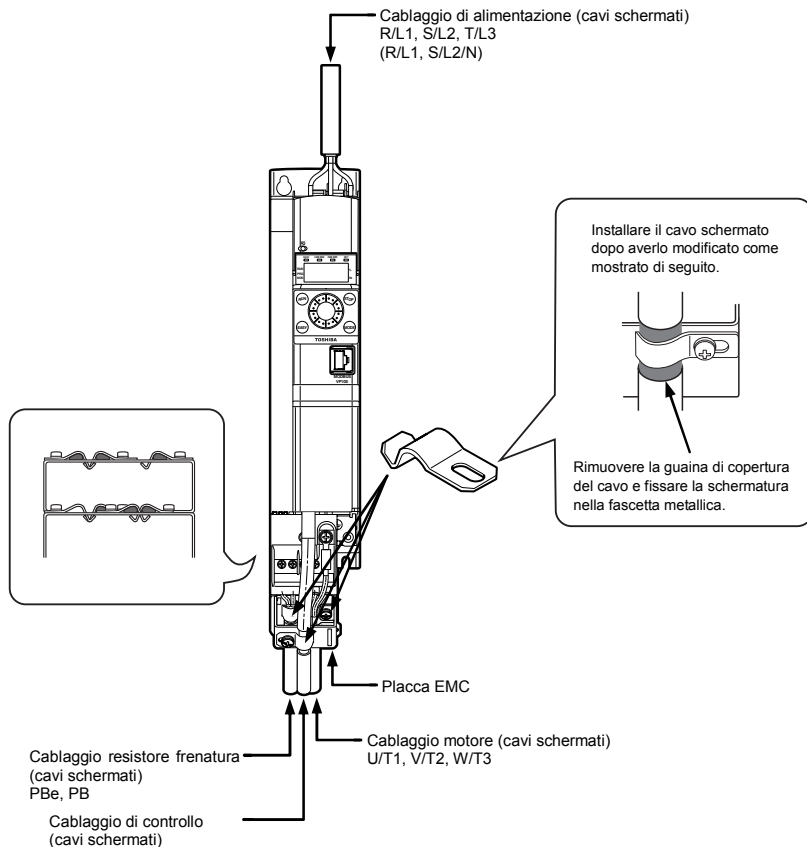 Cablaggio di alimentazione (cavi schermati)
R/L1, S/L2, T/L3
(R/L1, S/L2/N)
Installare il cavo schermato
dopo averlo modificato come
mostrato di seguito.
Rimuovere la guaina di copertura
del cavo e fissare la schermatura
nella fascetta metallica.
EASY
MODE
TOSHIBA
Placca EMC
Cablaggio motore (cavi schermati)
U/T1, V/T2, W/T3
Cablaggio resistore frenatura
(cavi schermati)
PBe, PB
Cablaggio di controllo
(cavi schermati)